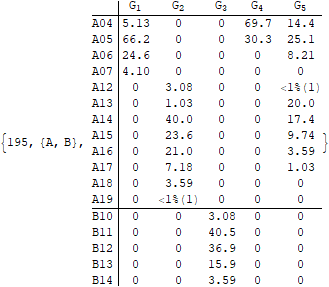 G1 G2 G3 G4 G5
A04 5.13 0 0 69.7 14.4
A05 66.2 0 0 30.3 25.1
A06 24.6 0 0 0 8.21
A07 4.10 0 0 0 0
A12 0 3.08 0 0 <1%(1)
A13 0 1.03 0 0 20.0
A14 0 40.0 0 0 17.4
A15 0 23.6 0 0 9.74
{195, {A, B}, A16 0 21.0 0 0 3.59 }
A17 0 7.18 0 0 1.03
A18 0 3.59 0 0 0
A19 0 <1%(1) 0 0 0
B10 0 0 3.08 0 0
B11 0 0 40.5 0 0
B12 0 0 36.9 0 0
B13 0 0 15.9 0 0
B14 0 0 3.59 0 0